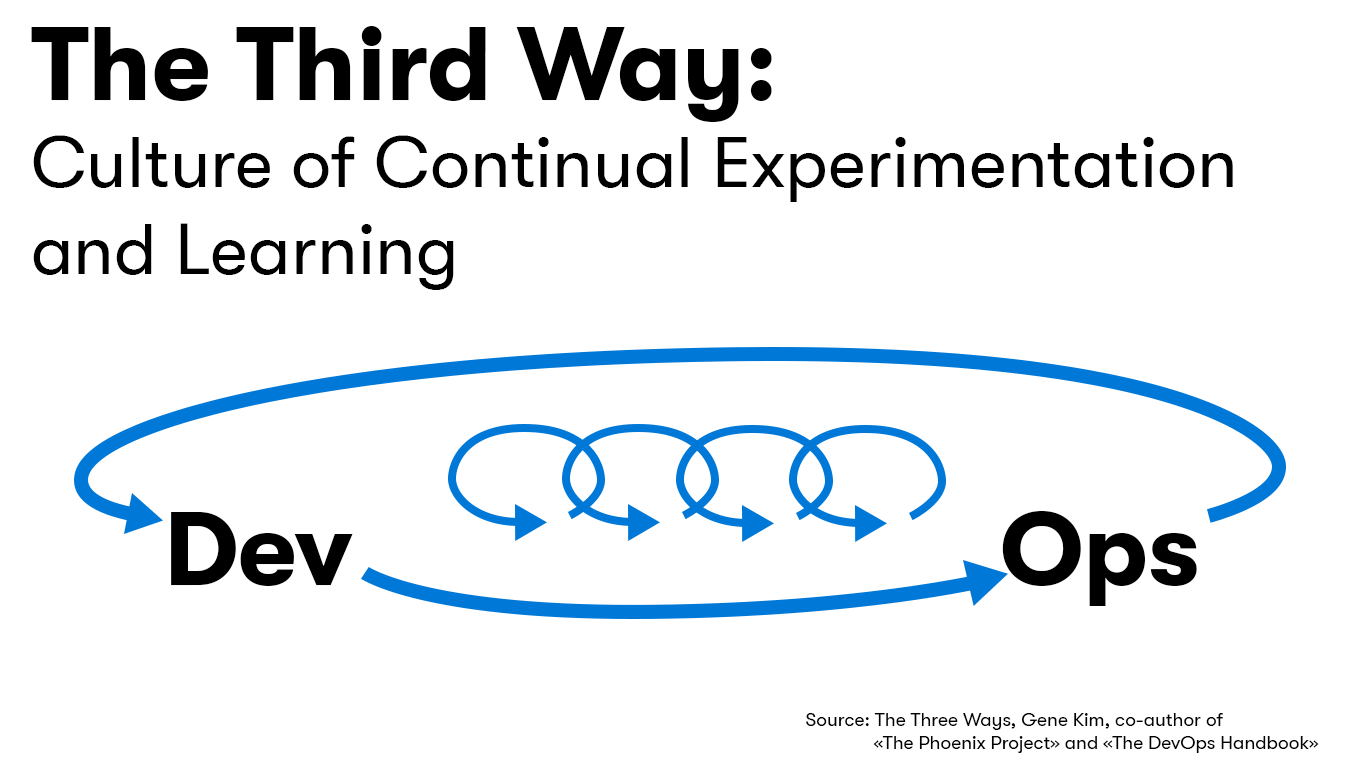 The Third Way:
Culture of Continual Experimentation
and Learning
Dev
Ops
Source: The Three Ways, Gene Kim, co-author of
«The Phoenix Project» and «The DevOps Handbook»